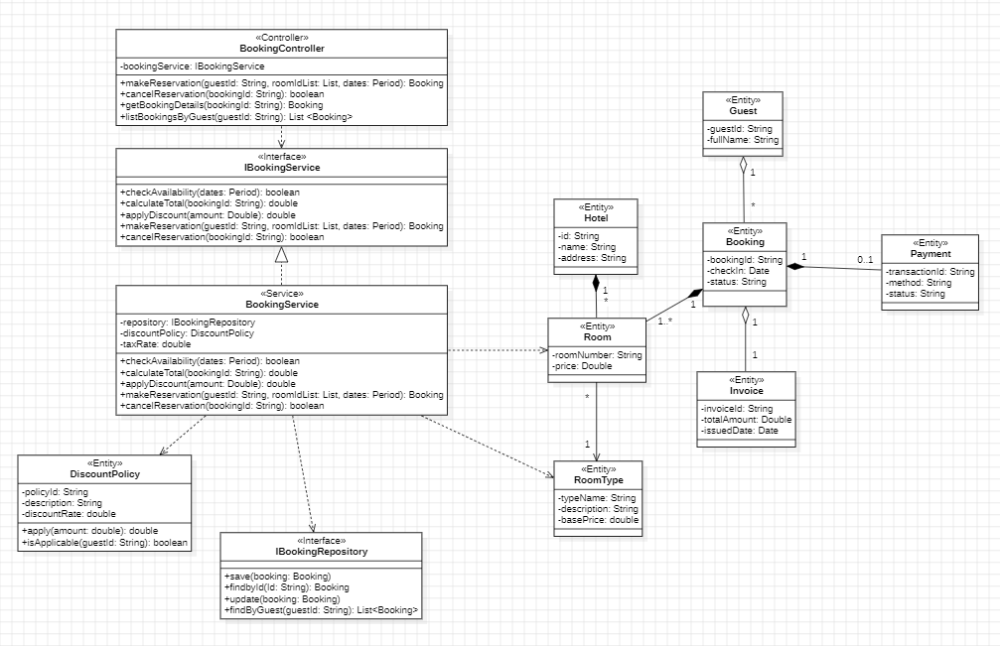 «Controller»
BookingController
-bookingService: IBookingService
+makeReservation(guestId: String, roomIdList: List, dates: Period): Booking
+cancelReservation(bookingId: String): boolean
+getBookingDetails(bookingId: String): Booking
+listBookingsByGuest(guestId: String): List <Booking>
«Interface»
IBookingService
+checkAvailability(dates: Period): boolean
+calculateTotal(bookingId: String): double
+applyDiscount(amount: Double): double
+makeReservation(guestId: String, roomIdList: List, dates: Period): Booking
+cancelReservation(bookingId: String): boolean
«Service»
BookingService
-repository: IBookingRepository
-discountPolicy: DiscountPolicy
-taxRate: double
+checkAvailability(dates: Period): boolean
+calculateTotal(bookingId: String): double
+applyDiscount(amount: Double): double
+makeReservation(guestId: String, roomIdList: List, dates: Period): Booking
+cancelReservation(bookingId: String): boolean
«Entity»
DiscountPolicy
-policyId: String
-description: String
-discountRate: double
+apply(amount: double): double
+isApplicable(guestId: String): boolean
«Interface»
IBookingRepository
+save(booking: Booking)
+findbyId(Id: String): Booking
+update(booking: Booking)
+findByGuest(guestId: String): List<Booking>
«Entity»
Hotel
-id: String
-name: String
-address: String
1
*
«Entity»
Room
-roomNumber: String
-price: Double
*
1
«Entity»
RoomType
-typeName: String
-description: String
-basePrice: double
«Entity»
Guest
-guestId: String
-fullName: String
1
*
«Entity»
Booking
-bookingId: String
-checkIn: Date
-status: String
1
1..*
1
0..1
«Entity»
Payment
-transactionId: String
-method: String
-status: String
1
1
«Entity»
Invoice
-invoiceId: String
-totalAmount: Double
-issuedDate: Date